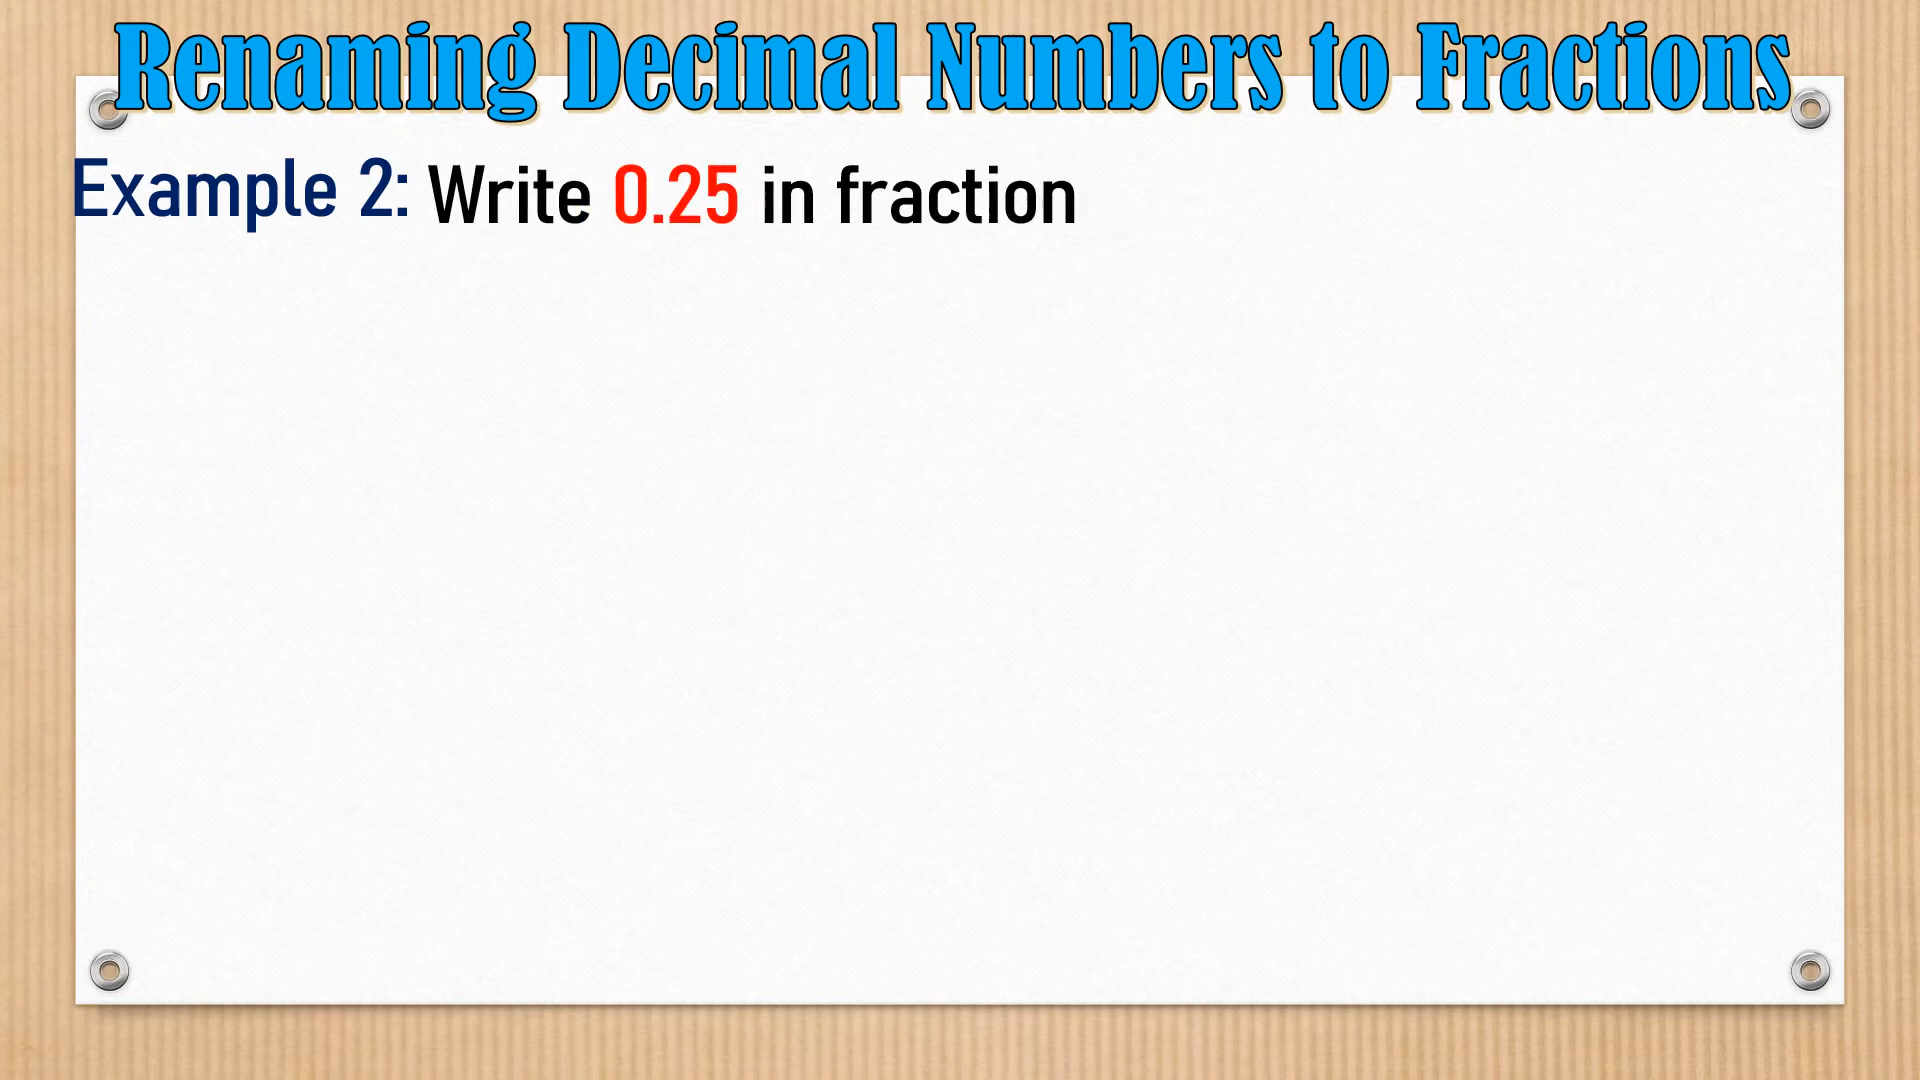 Renaming Decimal Numbers to Fractions
Example 2: Write 0.25 in fraction